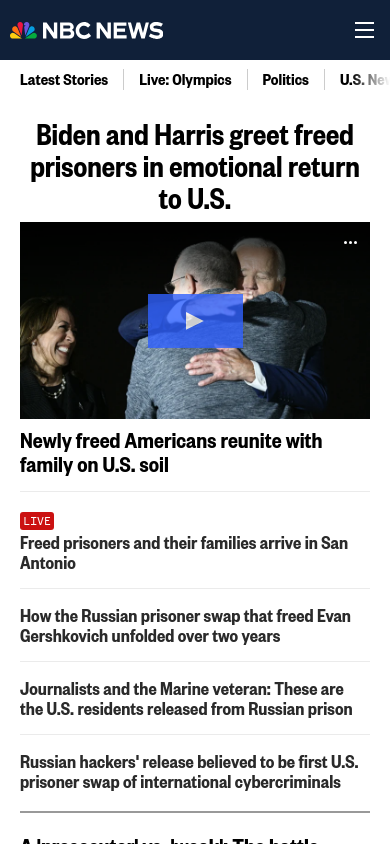 NBC NEWS
Latest Stories
Live: Olympics
Politics
U.S. New
Biden and Harris greet freed
prisoners in emotional return
to U.S.
Newly freed Americans reunite with
family on U.S. soil
LIVE
Freed prisoners and their families arrive in San
Antonio
How the Russian prisoner swap that freed Evan
Gershkovich unfolded over two years
Journalists and the Marine veteran: These are
the U.S. residents released from Russian prison
Russian hackers' release believed to be first U.S.
prisoner swap of international cybercriminals